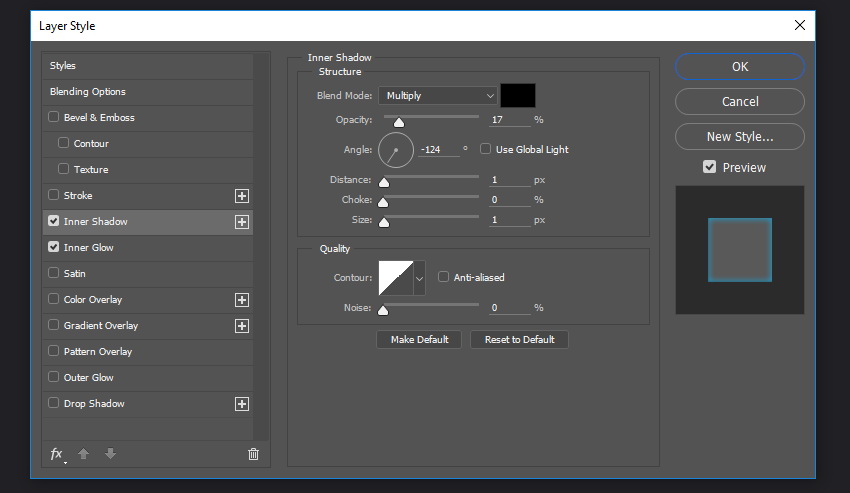 Layer Style
Styles
Blending Options
Bevel & Emboss
Contour
Texture
Stroke
Inner Shadow
Inner Glow
Satin
Color Overlay
Gradient Overlay
Pattern Overlay
Outer Glow
Drop Shadow
fx
Inner Shadow
Structure
Blend Mode: Multiply
Opacity: 17 %
Angle: -124 ° Use Global Light
Distance: 1 px
Choke: 0 %
Size: 1 px
Quality
Contour: Anti-aliased
Noise: 0 %
Make Default Reset to Default
OK
Cancel
New Style...
Preview